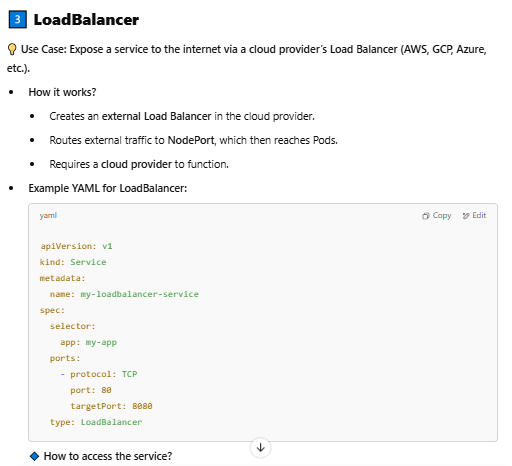 3 LoadBalancer
💡 Use Case: Expose a service to the internet via a cloud provider's Load Balancer (AWS, GCP, Azure,
etc.).
• How it works?
• Creates an external Load Balancer in the cloud provider.
• Routes external traffic to NodePort, which then reaches Pods.
• Requires a cloud provider to function.
• Example YAML for LoadBalancer:
yaml Copy Edit
apiVersion: v1
kind: Service
metadata:
  name: my-loadbalancer-service
spec:
  selector:
    app: my-app
  ports:
    - protocol: TCP
      port: 80
      targetPort: 8080
  type: LoadBalancer
🔷 How to access the service?